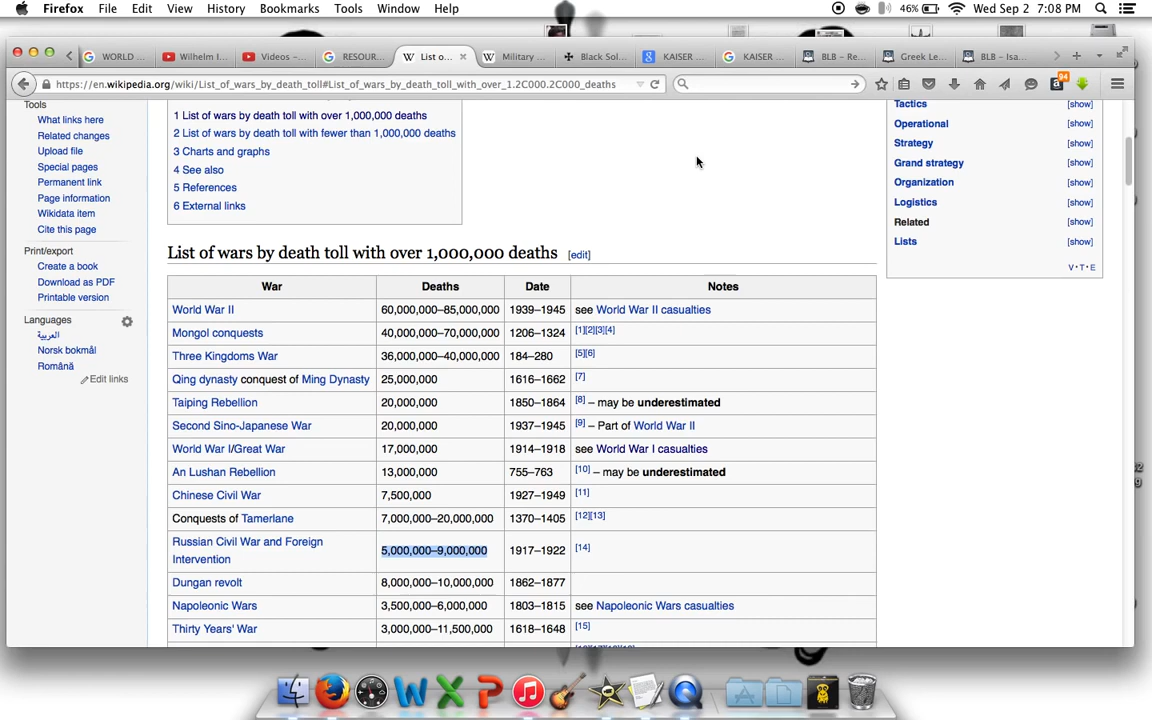 Firefox File Edit View History Bookmarks Tools Window Help 46% Wed Sep 2 7:08 PM
WORLD ... Wilhelm I... Videos –... RESOUR... List o... Military ... Black Sol... KAISER ... KAISER ... BLB – Re... Greek Le... BLB – Isa...
https://en.wikipedia.org/wiki/List_of_wars_by_death_toll#List_of_wars_by_death_toll_with_over_1.2C000.2C000_deaths 94
Tools
What links here
Related changes
Upload file
Special pages
Permanent link
Page information
Wikidata item
Cite this page
Print/export
Create a book
Download as PDF
Printable version
Languages
العربية
Norsk bokmål
Română
Edit links
1 List of wars by death toll with over 1,000,000 deaths
2 List of wars by death toll with fewer than 1,000,000 deaths
3 Charts and graphs
4 See also
5 References
6 External links
Tactics [show]
Operational [show]
Strategy [show]
Grand strategy [show]
Organization [show]
Logistics [show]
Related [show]
Lists [show]
V·T·E
List of wars by death toll with over 1,000,000 deaths [edit]
War Deaths Date Notes
World War II 60,000,000–85,000,000 1939–1945 see World War II casualties
Mongol conquests 40,000,000–70,000,000 1206–1324 [1][2][3][4]
Three Kingdoms War 36,000,000–40,000,000 184–280 [5][6]
Qing dynasty conquest of Ming Dynasty 25,000,000 1616–1662 [7]
Taiping Rebellion 20,000,000 1850–1864 [8] – may be underestimated
Second Sino-Japanese War 20,000,000 1937–1945 [9] – Part of World War II
World War I/Great War 17,000,000 1914–1918 see World War I casualties
An Lushan Rebellion 13,000,000 755–763 [10] – may be underestimated
Chinese Civil War 7,500,000 1927–1949 [11]
Conquests of Tamerlane 7,000,000–20,000,000 1370–1405 [12][13]
Russian Civil War and Foreign
Intervention 5,000,000–9,000,000 1917–1922 [14]
Dungan revolt 8,000,000–10,000,000 1862–1877
Napoleonic Wars 3,500,000–6,000,000 1803–1815 see Napoleonic Wars casualties
Thirty Years' War 3,000,000–11,500,000 1618–1648 [15]